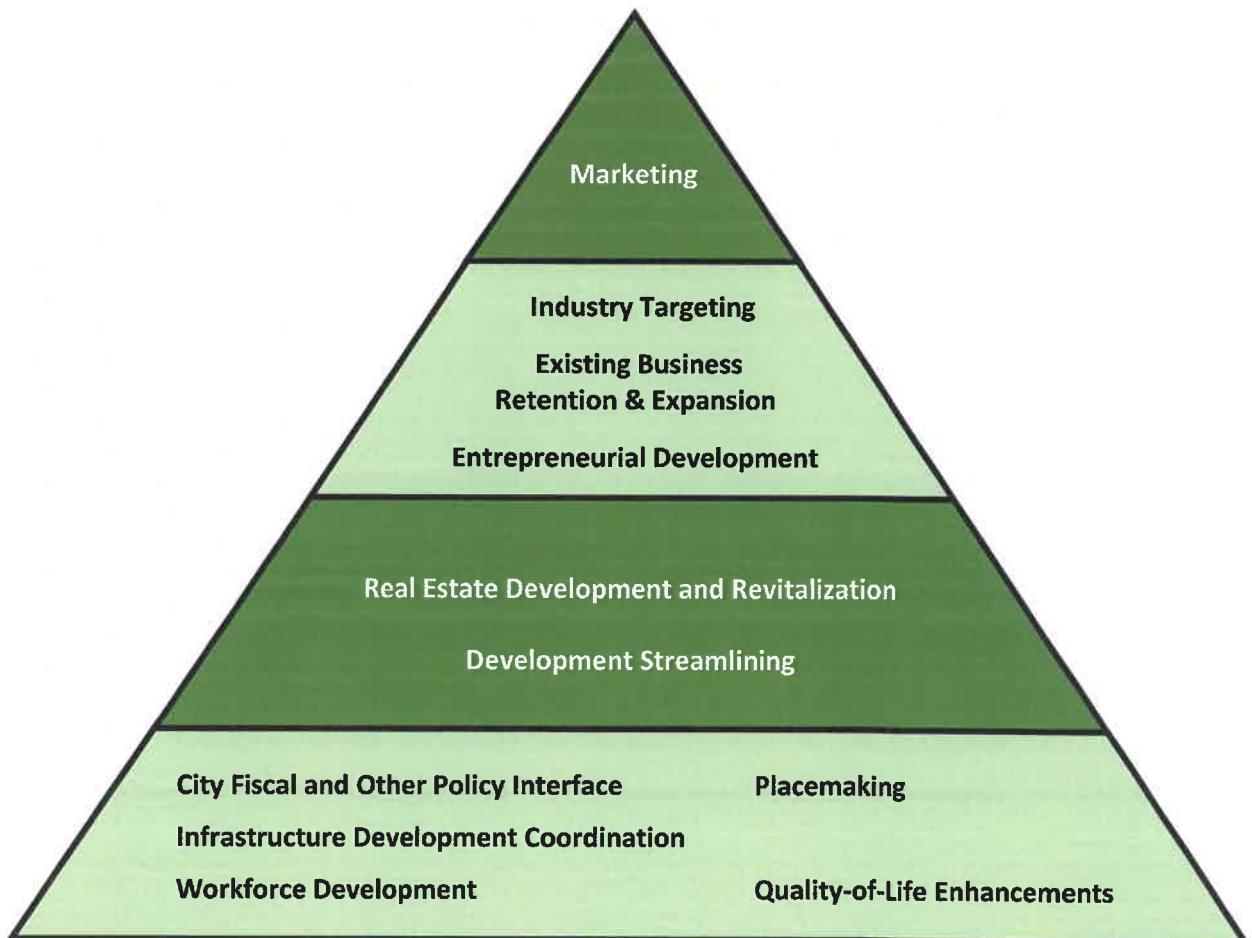 Marketing
Industry Targeting
Existing Business
Retention & Expansion
Entrepreneurial Development
Real Estate Development and Revitalization
Development Streamlining
City Fiscal and Other Policy Interface
Placemaking
Infrastructure Development Coordination
Workforce Development
Quality-of-Life Enhancements